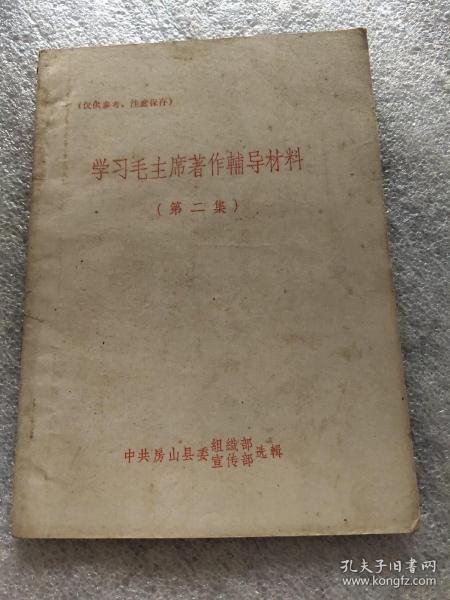 （仅供参考，注意保存）
学习毛主席著作輔导材料
（第二集）
中共房山县委组织部宣传部选輯
孔夫子旧书网
www.kongfz.com